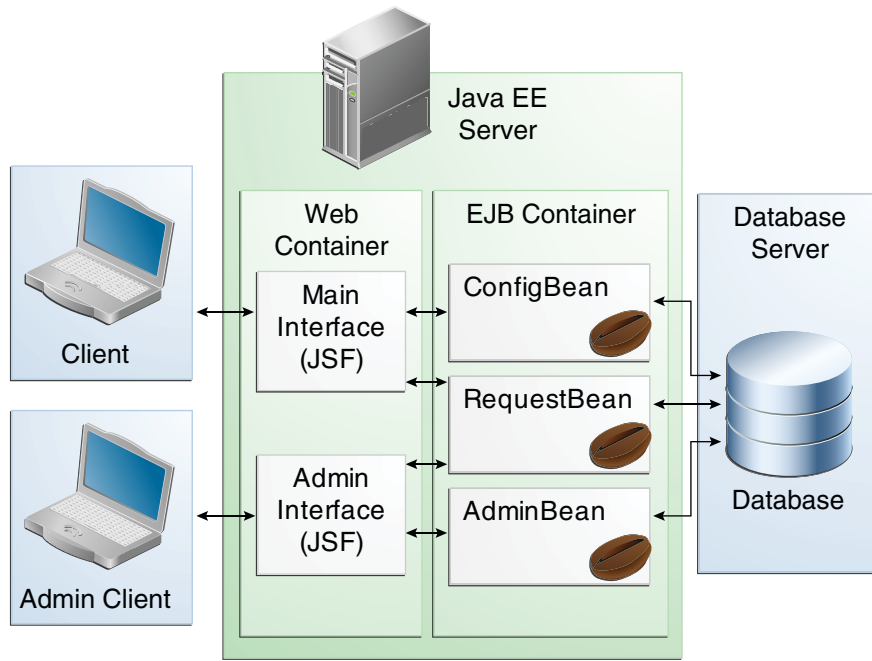 Java EE
Server
Client
Admin Client
Web
Container
Main
Interface
(JSF)
Admin
Interface
(JSF)
EJB Container
ConfigBean
RequestBean
AdminBean
Database
Server
Database